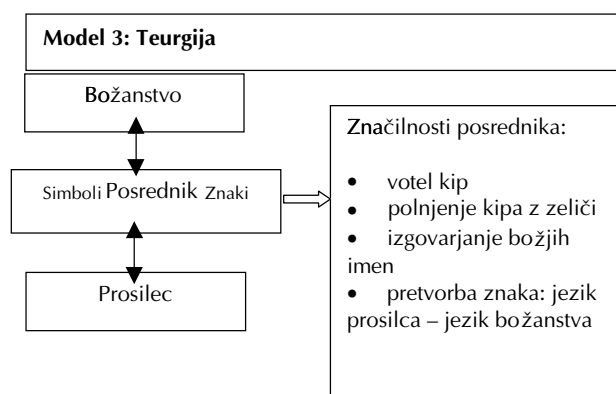 Model 3: Teurgija
Božanstvo
Simboli Posrednik Znaki
Prosilec
Značilnosti posrednika:
• votel kip
• polnjenje kipa z zeliči
• izgovarjanje božjih
imen
• pretvorba znaka: jezik
prosilca – jezik božanstva